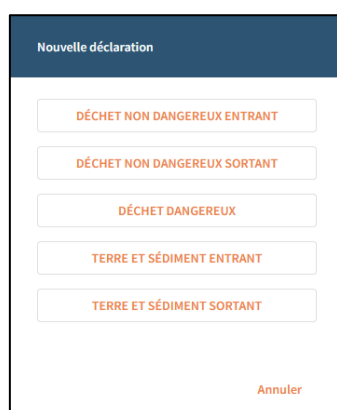 Nouvelle déclaration
DÉCHET NON DANGEREUX ENTRANT
DÉCHET NON DANGEREUX SORTANT
DÉCHET DANGEREUX
TERRE ET SÉDIMENT ENTRANT
TERRE ET SÉDIMENT SORTANT
Annuler